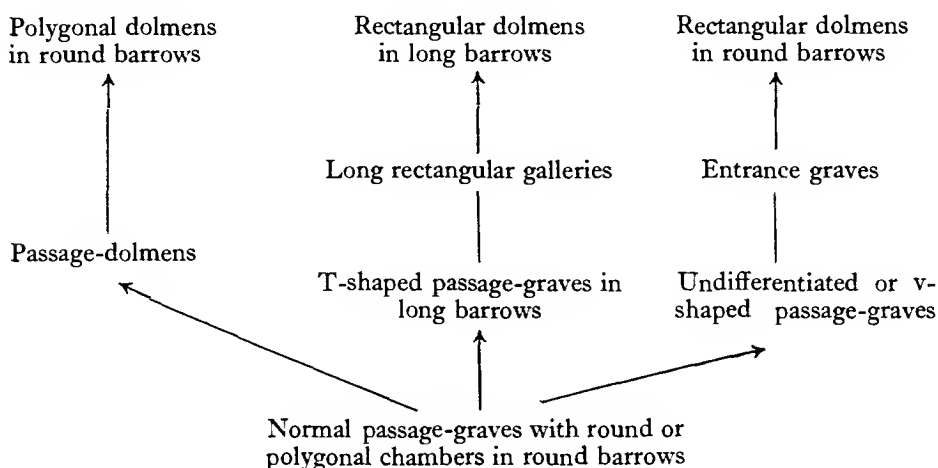 Polygonal dolmens
in round barrows
Rectangular dolmens
in long barrows
Rectangular dolmens
in round barrows
Long rectangular galleries
Entrance graves
Passage-dolmens
T-shaped passage-graves in
long barrows
Undifferentiated or v-
shaped passage-graves
Normal passage-graves with round or
polygonal chambers in round barrows